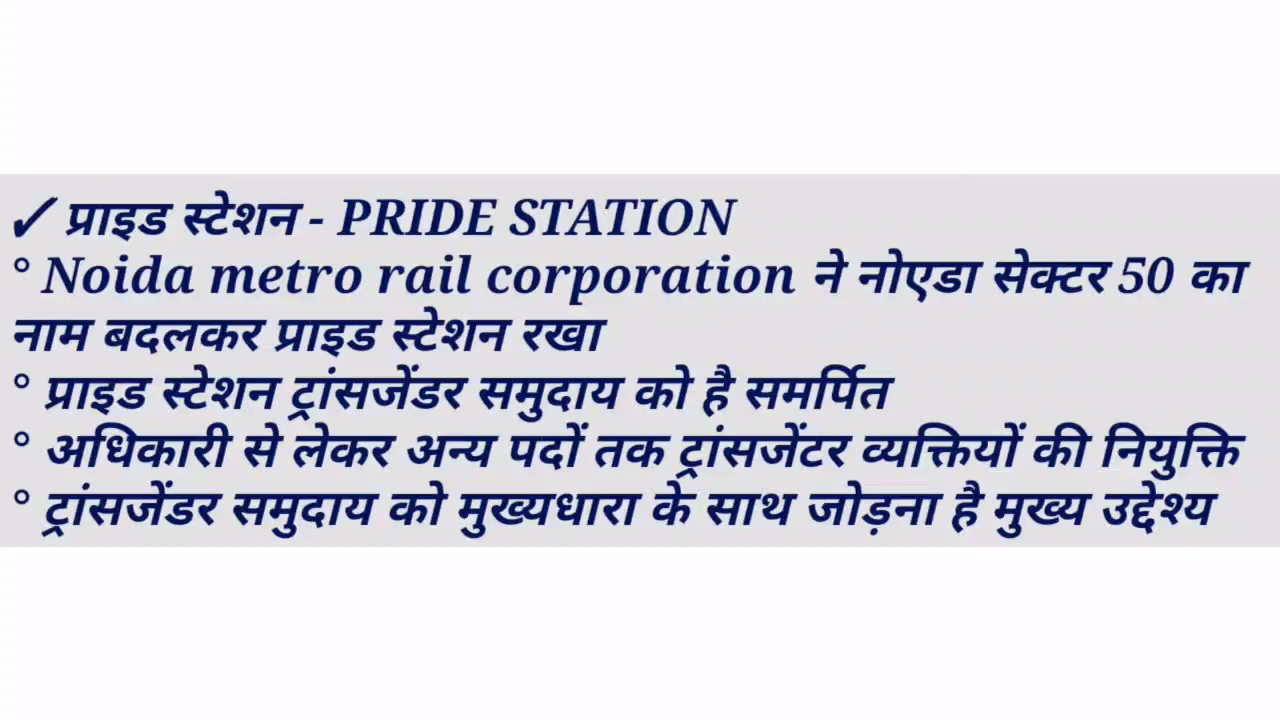 ✓ प्राइड स्टेशन - PRIDE STATION
° Noida metro rail corporation ने नोएडा सेक्टर 50 का
नाम बदलकर प्राइड स्टेशन रखा
° प्राइड स्टेशन ट्रांसजेंडर समुदाय को है समर्पित
° अधिकारी से लेकर अन्य पदों तक ट्रांसजेंटर व्यक्तियों की नियुक्ति
° ट्रांसजेंडर समुदाय को मुख्यधारा के साथ जोड़ना है मुख्य उद्देश्य